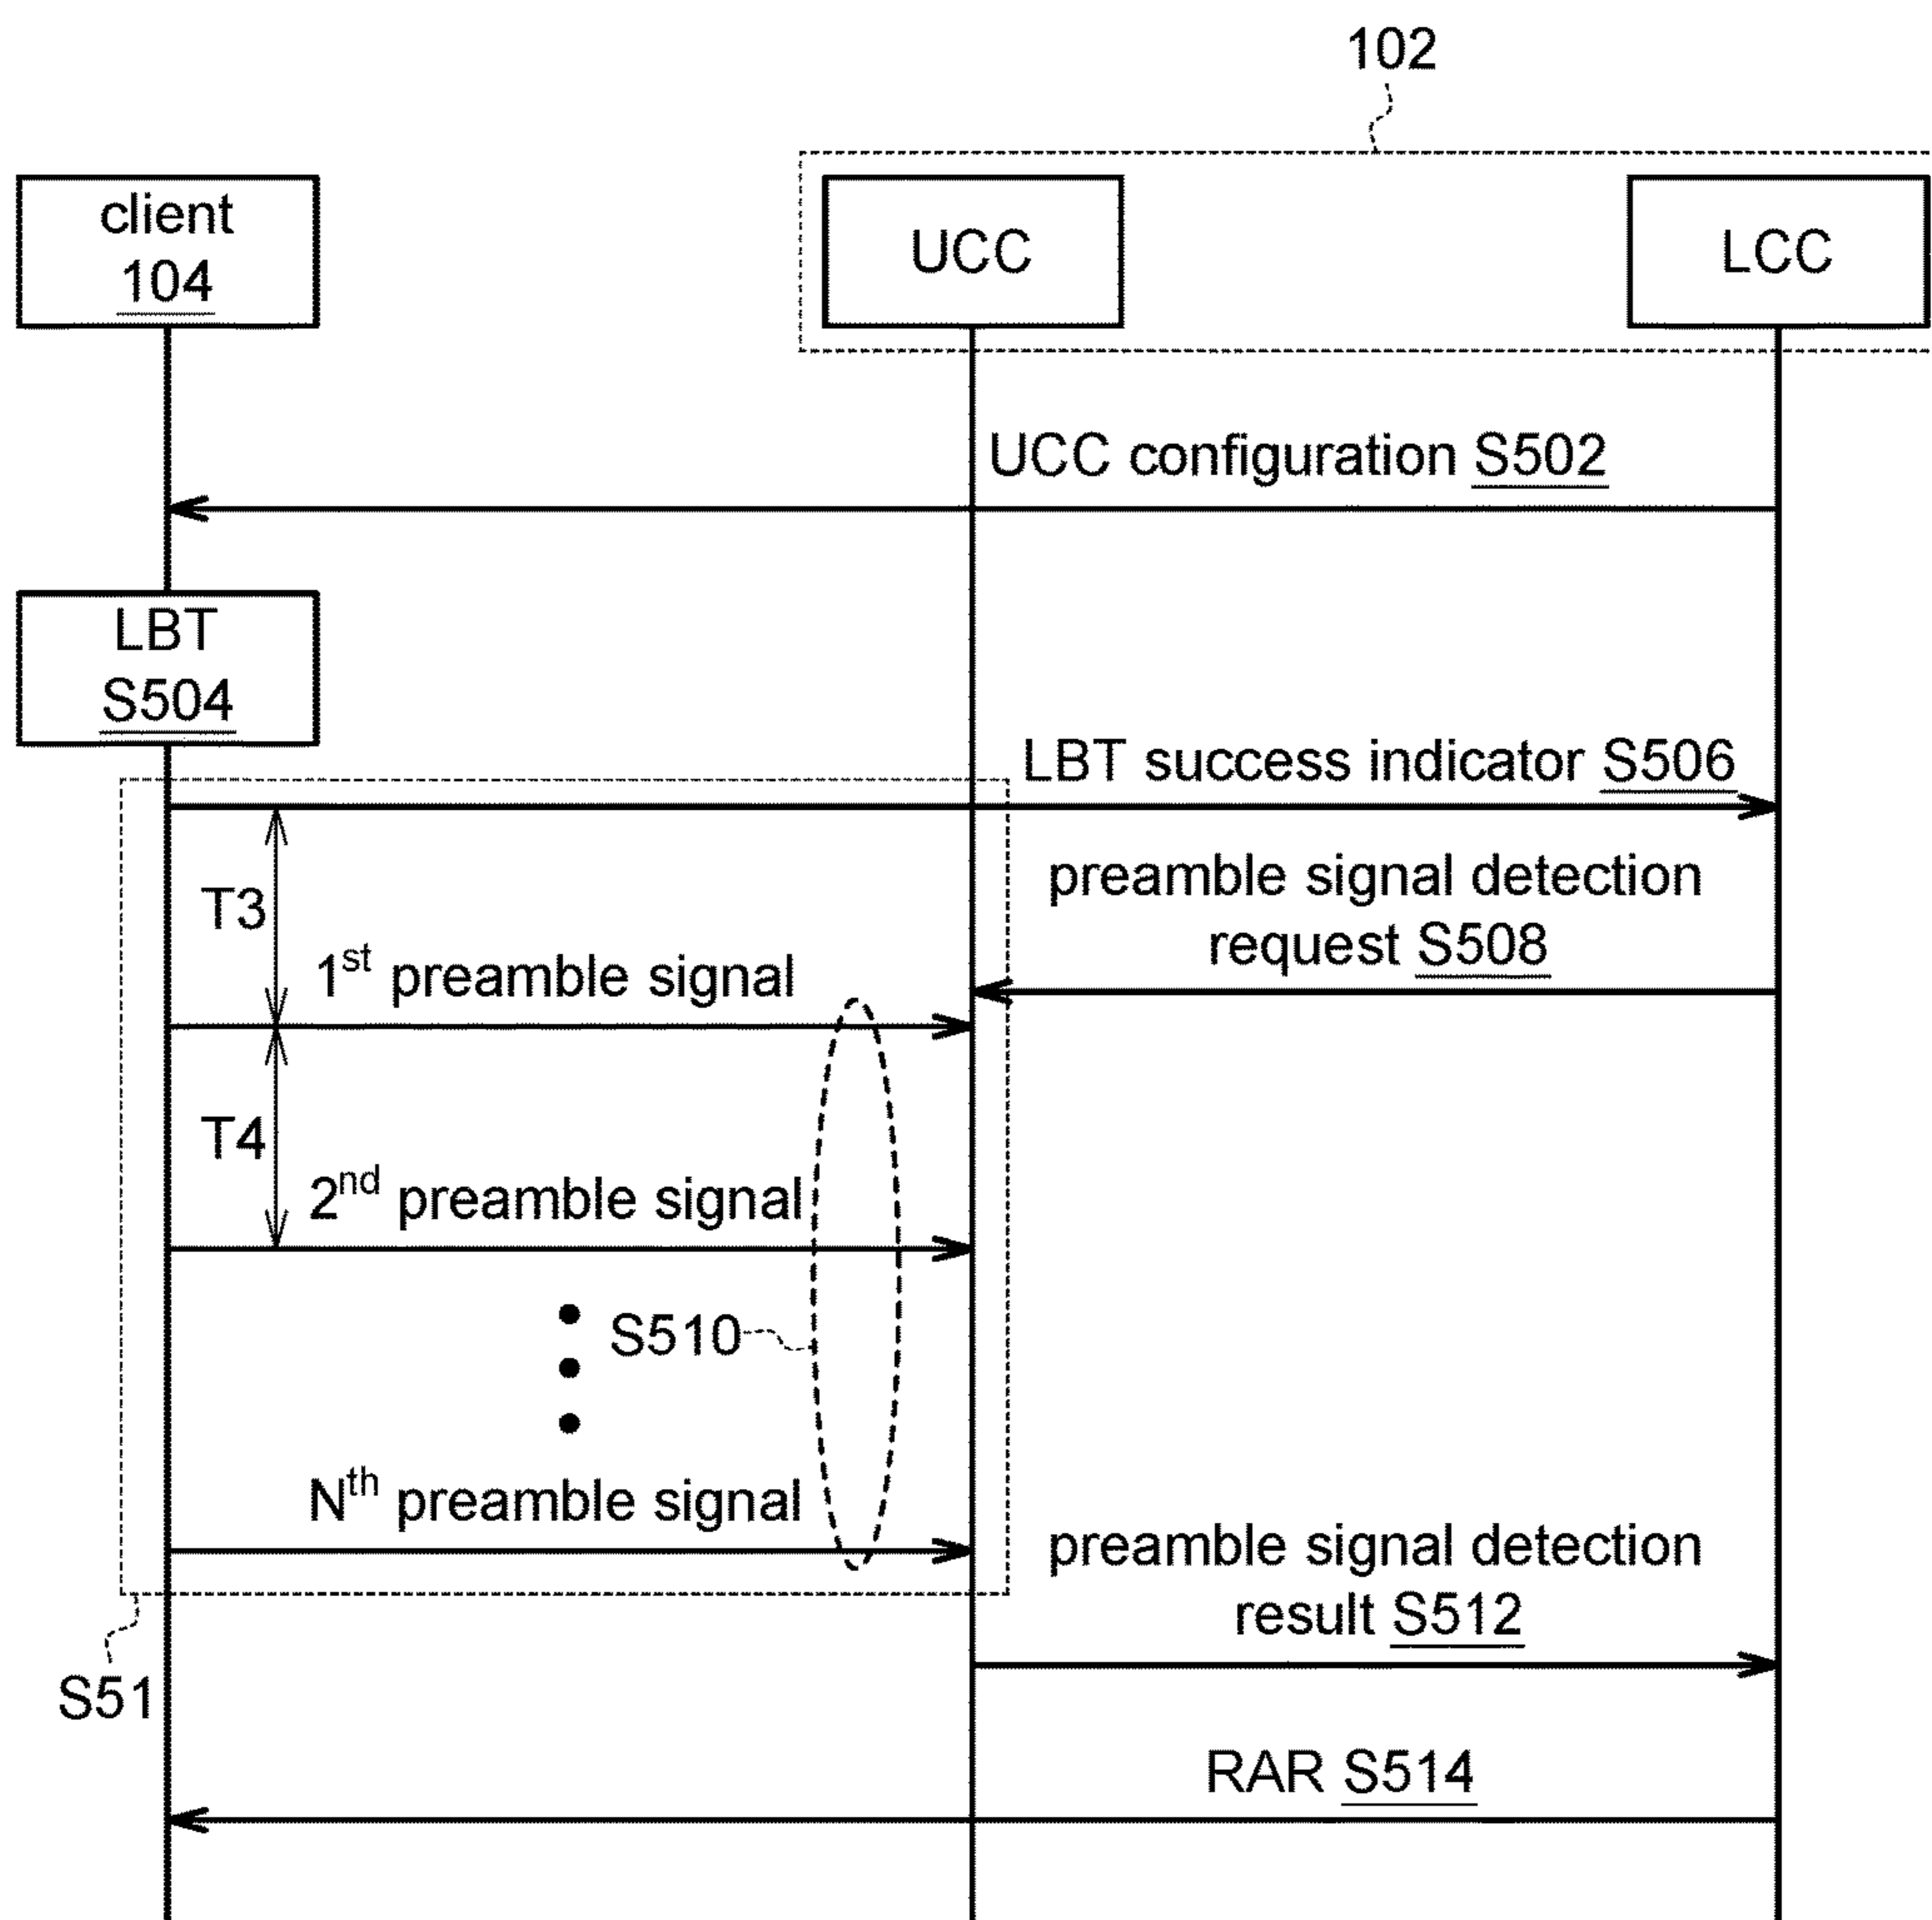 102
client
104
UCC
LCC
UCC configuration S502
LBT
S504
LBT success indicator S506
preamble signal detection
request S508
T3
1st preamble signal
T4
2nd preamble signal
S510
Nth preamble signal
preamble signal detection
result S512
S51
RAR S514